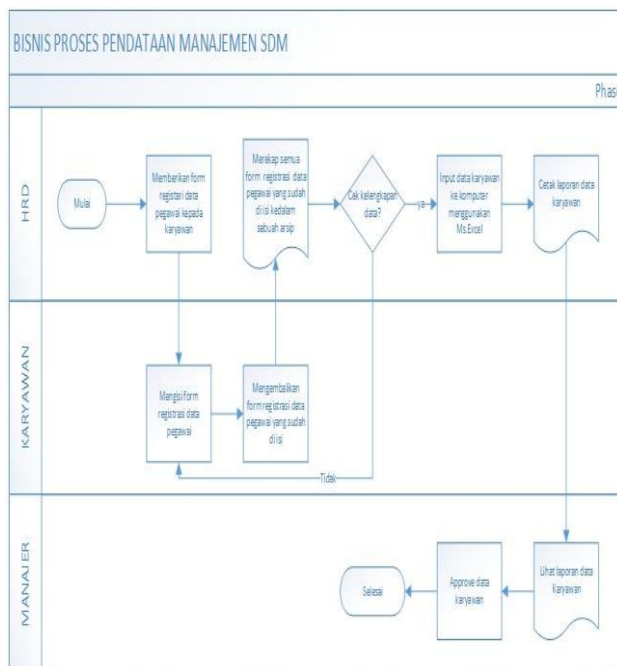 BISNIS PROSES PENDATAAN MANAJEMEN SDM
Phase
HRD
Mulai
Memberikan form
registari data
pegawai kepada
karyawan
Merekap semua
form registrasi data
pegawai yang sudah
di isi kedalam
sebuah arsip
Cek kelengkapan
data?
ya
Input data karyawan
ke komputer
menggunakan
Ms.Excel
Cetak laporan data
karyawan
KARYAWAN
Mengisi form
registrasi data
pegawai
Mengembalikan
form registrasi data
pegawai yang sudah
di isi
Tidak
MANAJER
Selesai
Approve data
karyawan
Lihat laporan data
Karyawan